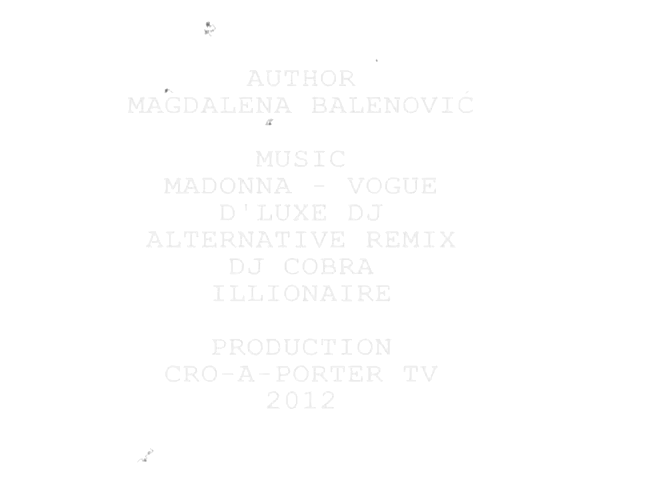 AUTHOR
MAGDALENA BALENOVIĆ
MUSIC
MADONNA - VOGUE
D'LUXE DJ
ALTERNATIVE REMIX
DJ COBRA
ILLIONAIRE
PRODUCTION
CRO-A-PORTER TV
2012